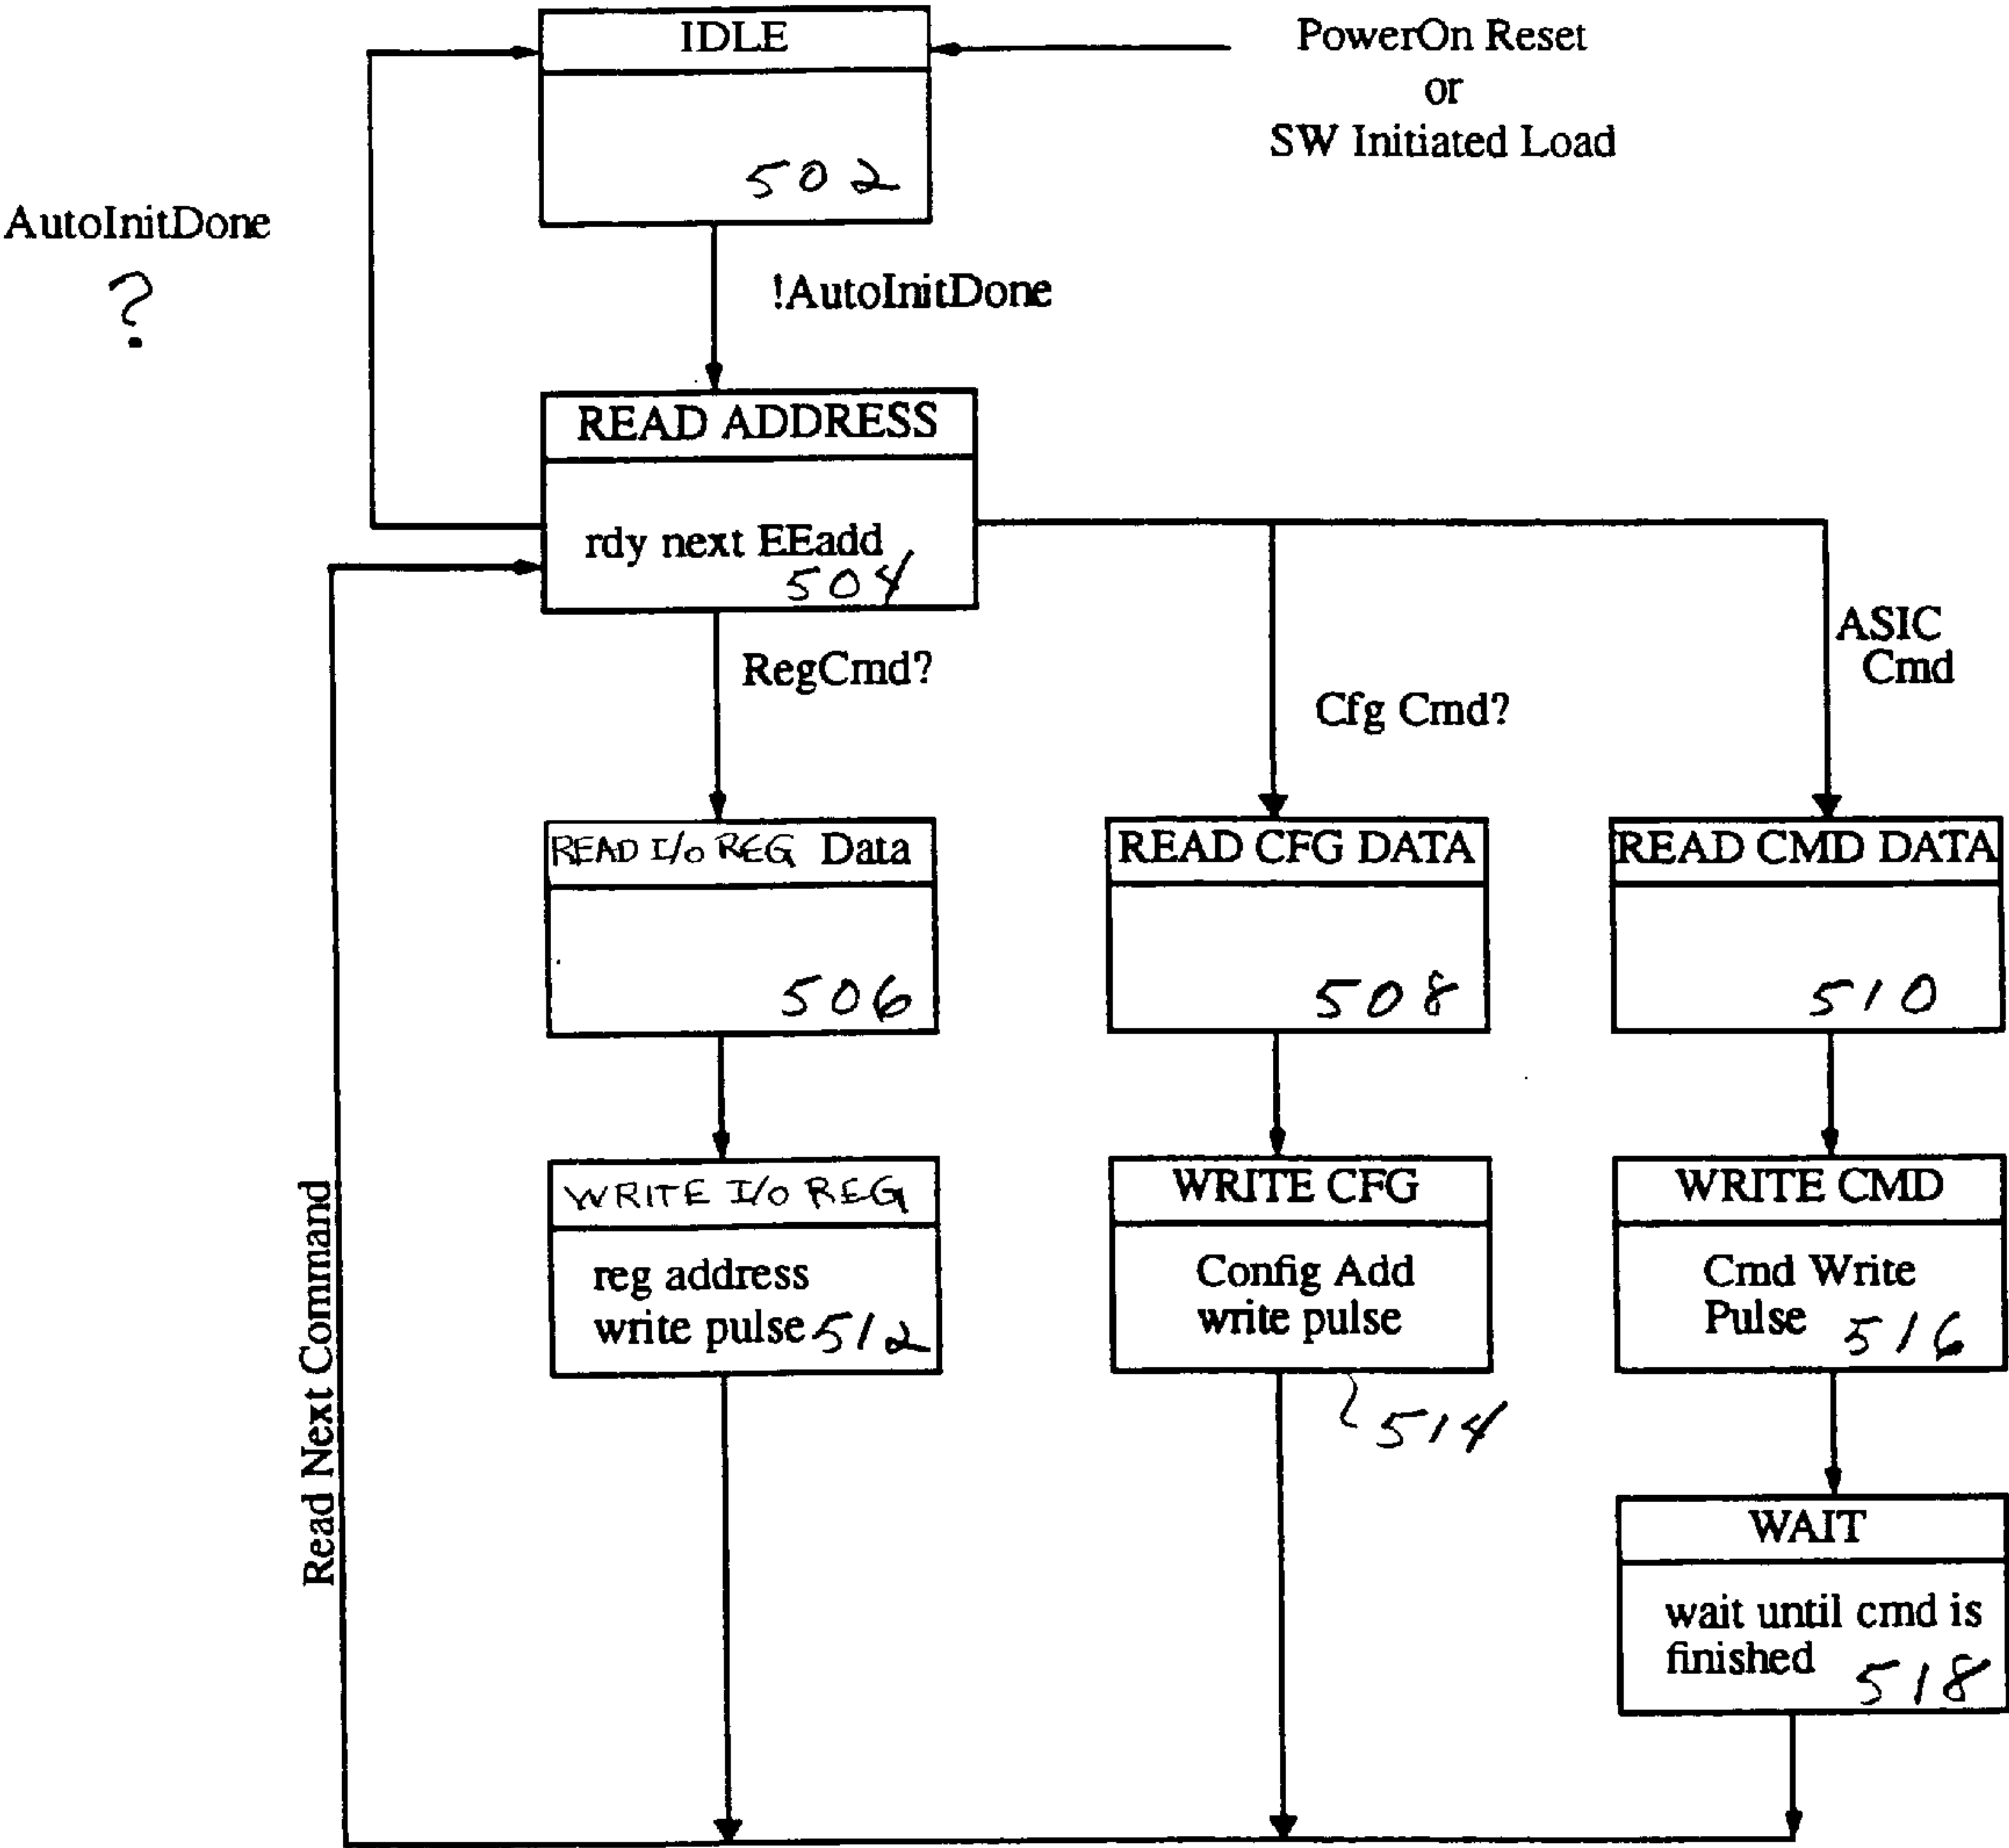 IDLE
502
PowerOn Reset
or
SW Initiated Load
AutoInitDone
?
!AutoInitDone
READ ADDRESS
rdy next EEadd
504
RegCmd?
Cfg Cmd?
ASIC
Cmd
READ I/O REG Data
506
READ CFG DATA
508
READ CMD DATA
510
WRITE I/O REG
reg address
write pulse 512
WRITE CFG
Config Add
write pulse
514
WRITE CMD
Cmd Write
Pulse 516
WAIT
wait until cmd is
finished 518
Read Next Command